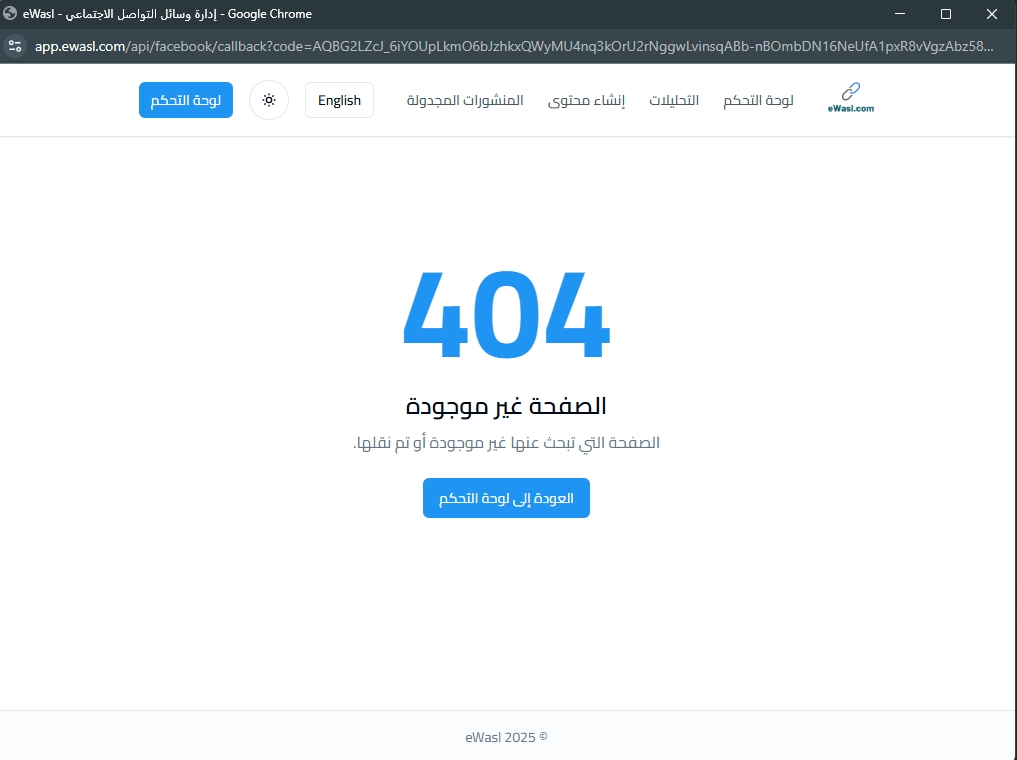 eWasl - إدارة وسائل التواصل الاجتماعي - Google Chrome
app.ewasl.com/api/facebook/callback?code=AQBG2LZcJ_6iYOUpLkmO6bJzhkxQWyMU4nq3kOrU2rNggwLvinsqABb-nBOmbDN16NeUfA1pxR8vVgzAbz58...
eWasl.com
لوحة التحكم
التحليلات
إنشاء محتوى
المنشورات المجدولة
English
لوحة التحكم
404
الصفحة غير موجودة
الصفحة التي تبحث عنها غير موجودة أو تم نقلها.
العودة إلى لوحة التحكم
© 2025 eWasl